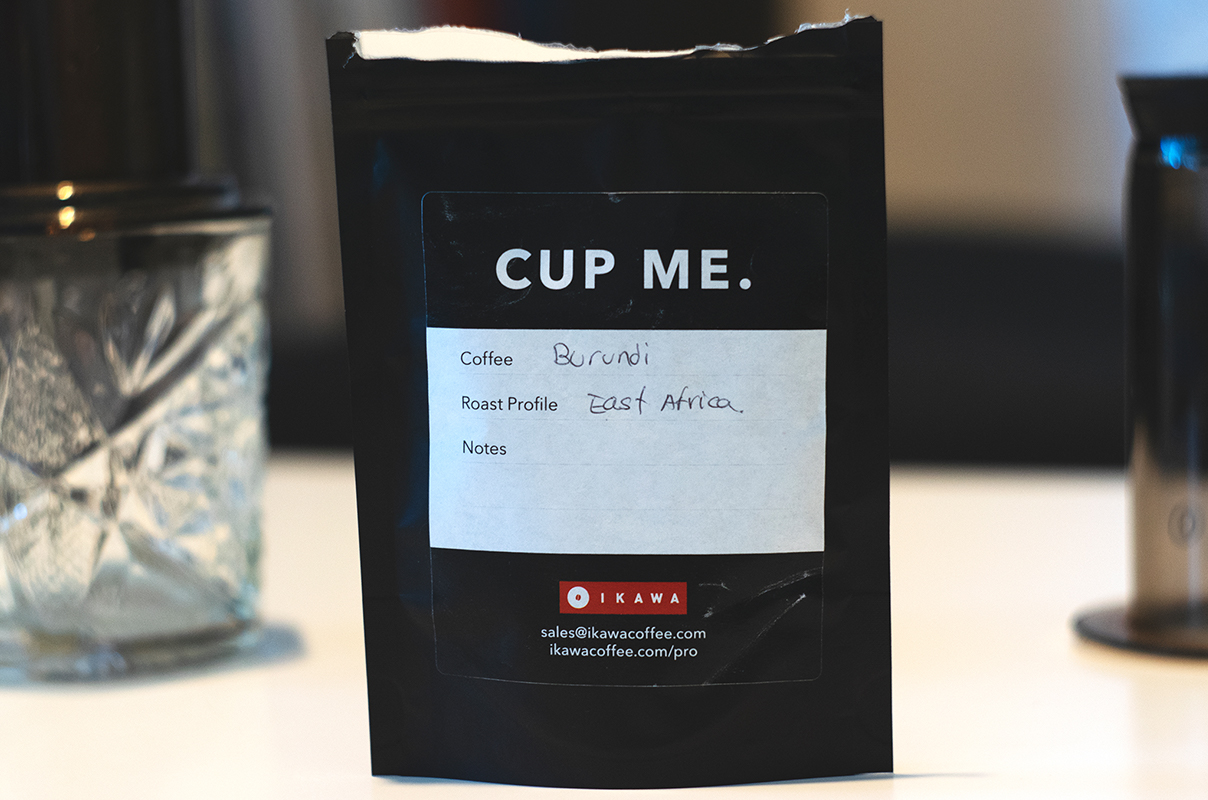 CUP ME.
Coffee Burundi
Roast Profile East Africa.
Notes
IKAWA
sales@ikawacoffee.com
ikawacoffee.com/pro